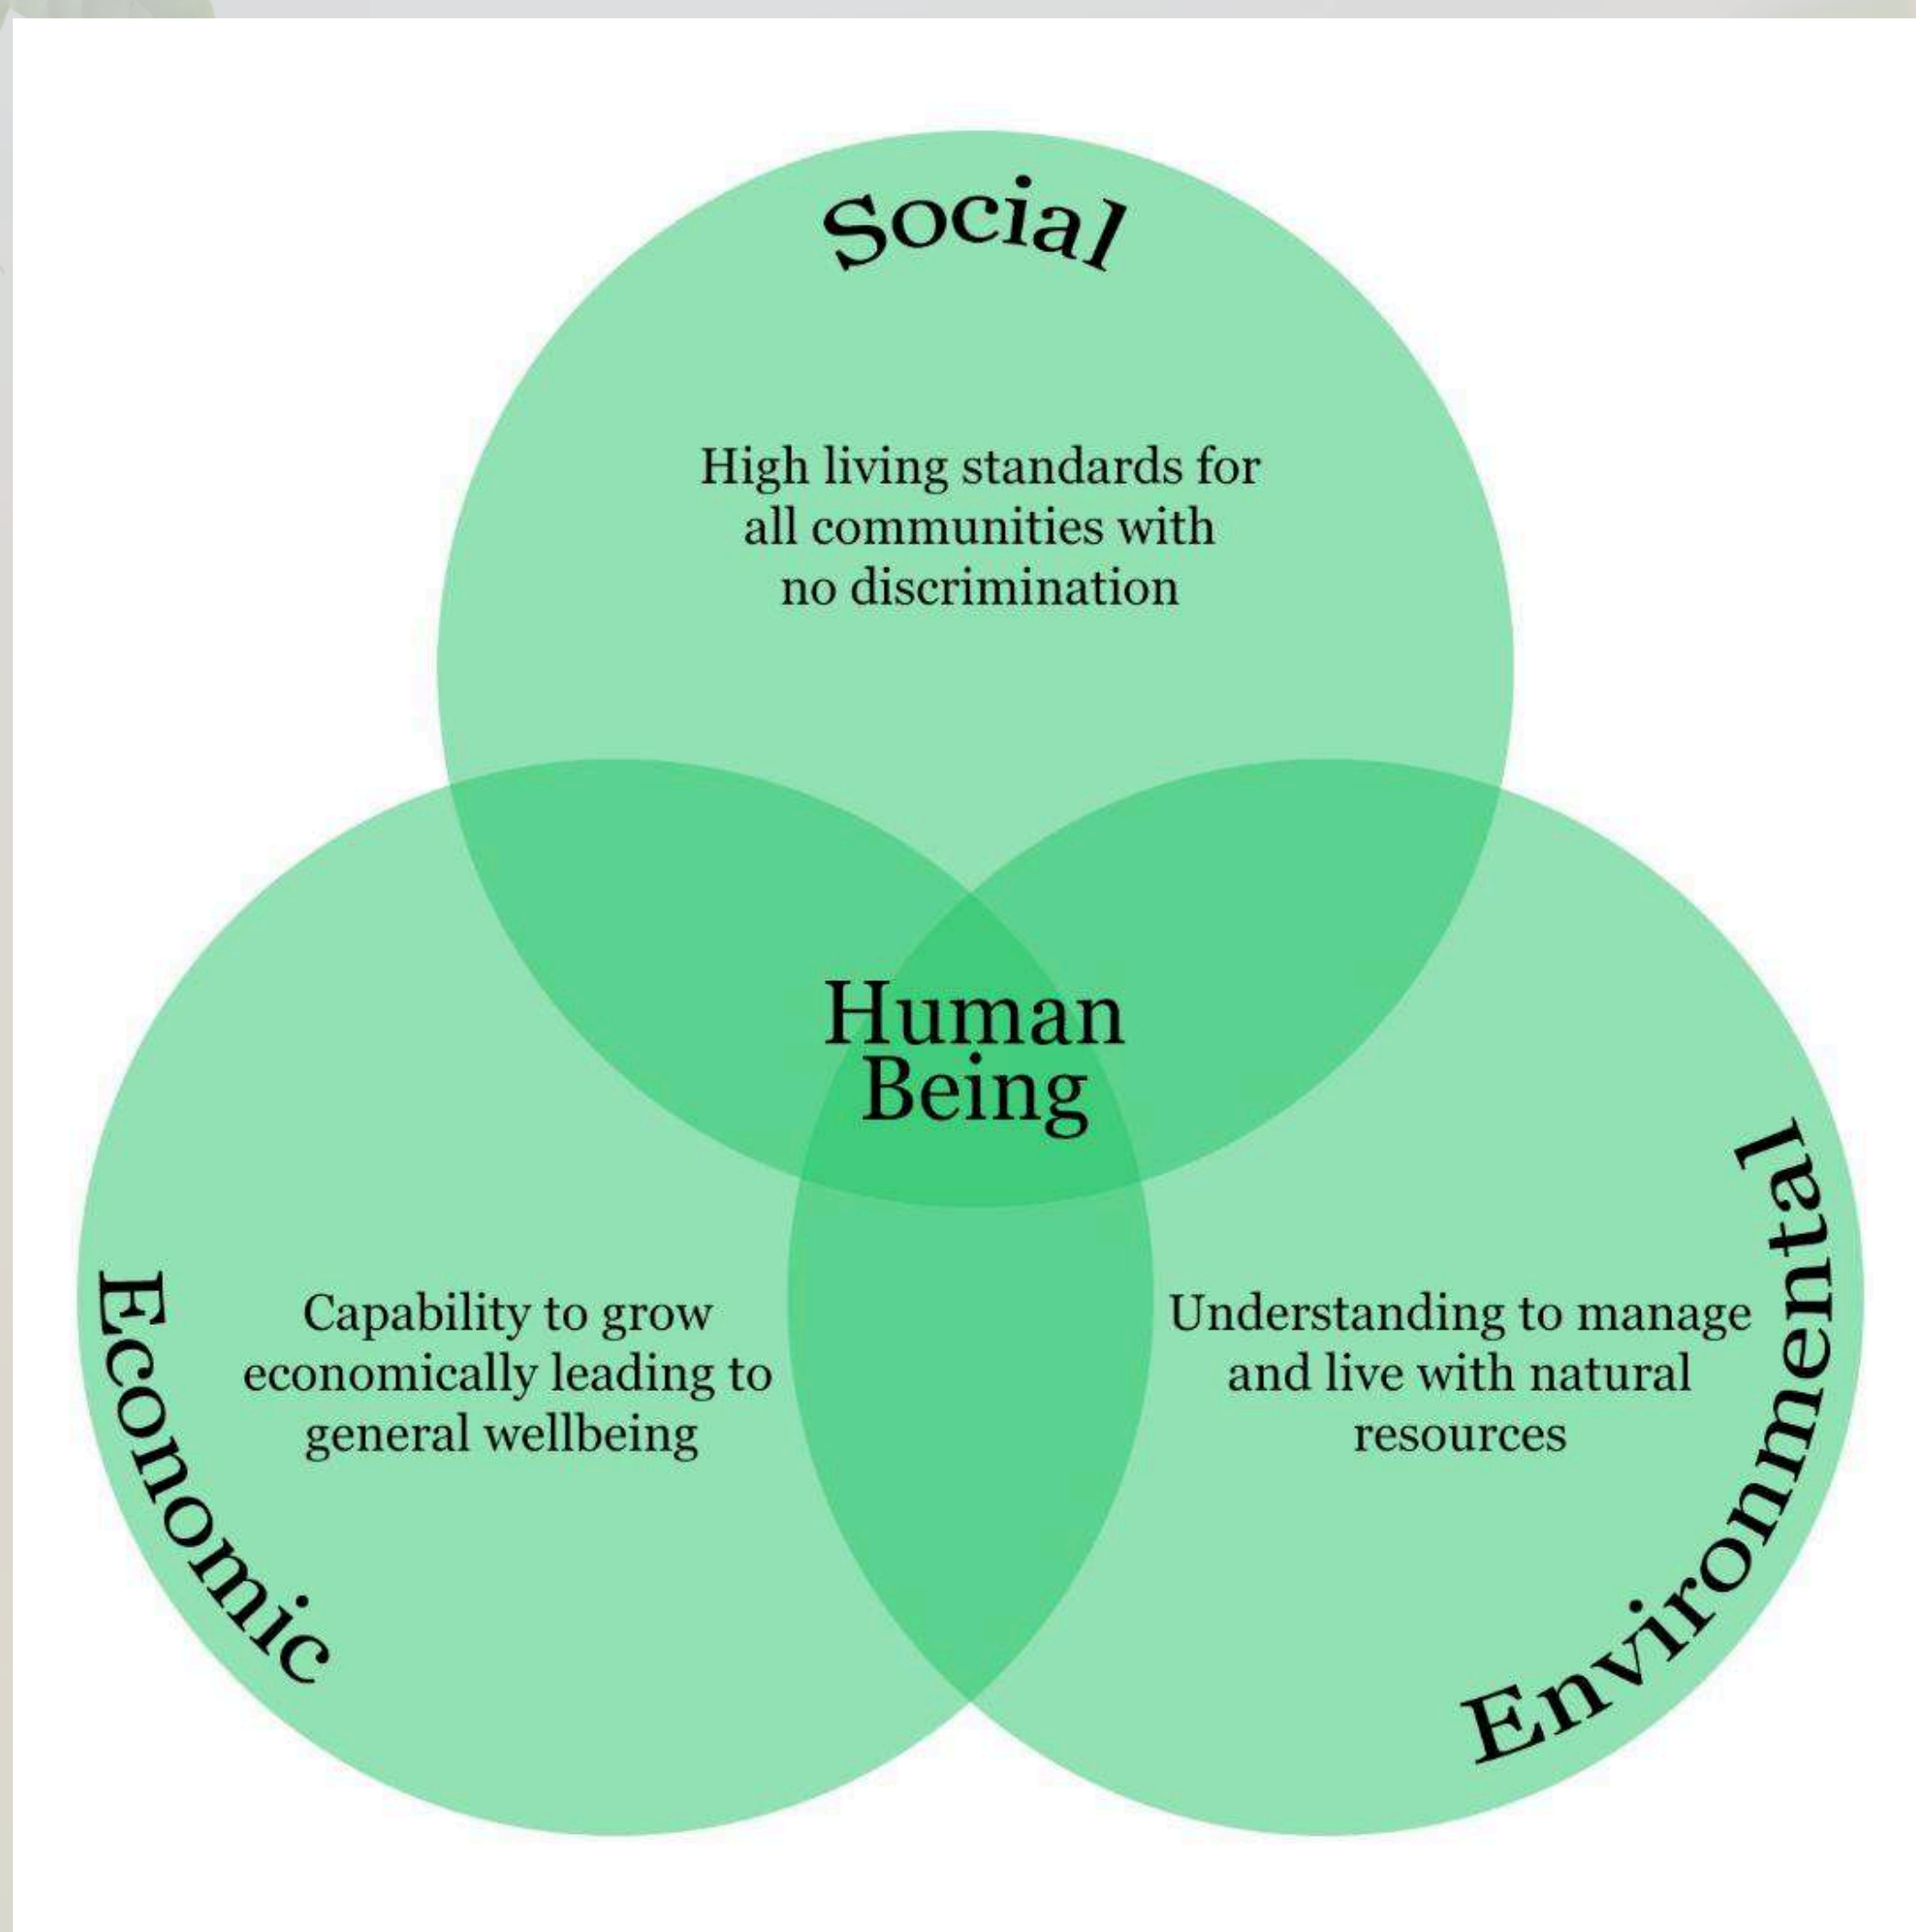 Social
High living standards for
all communities with
no discrimination
Human
Being
Economic
Capability to grow
economically leading to
general wellbeing
Environmental
Understanding to manage
and live with natural
resources